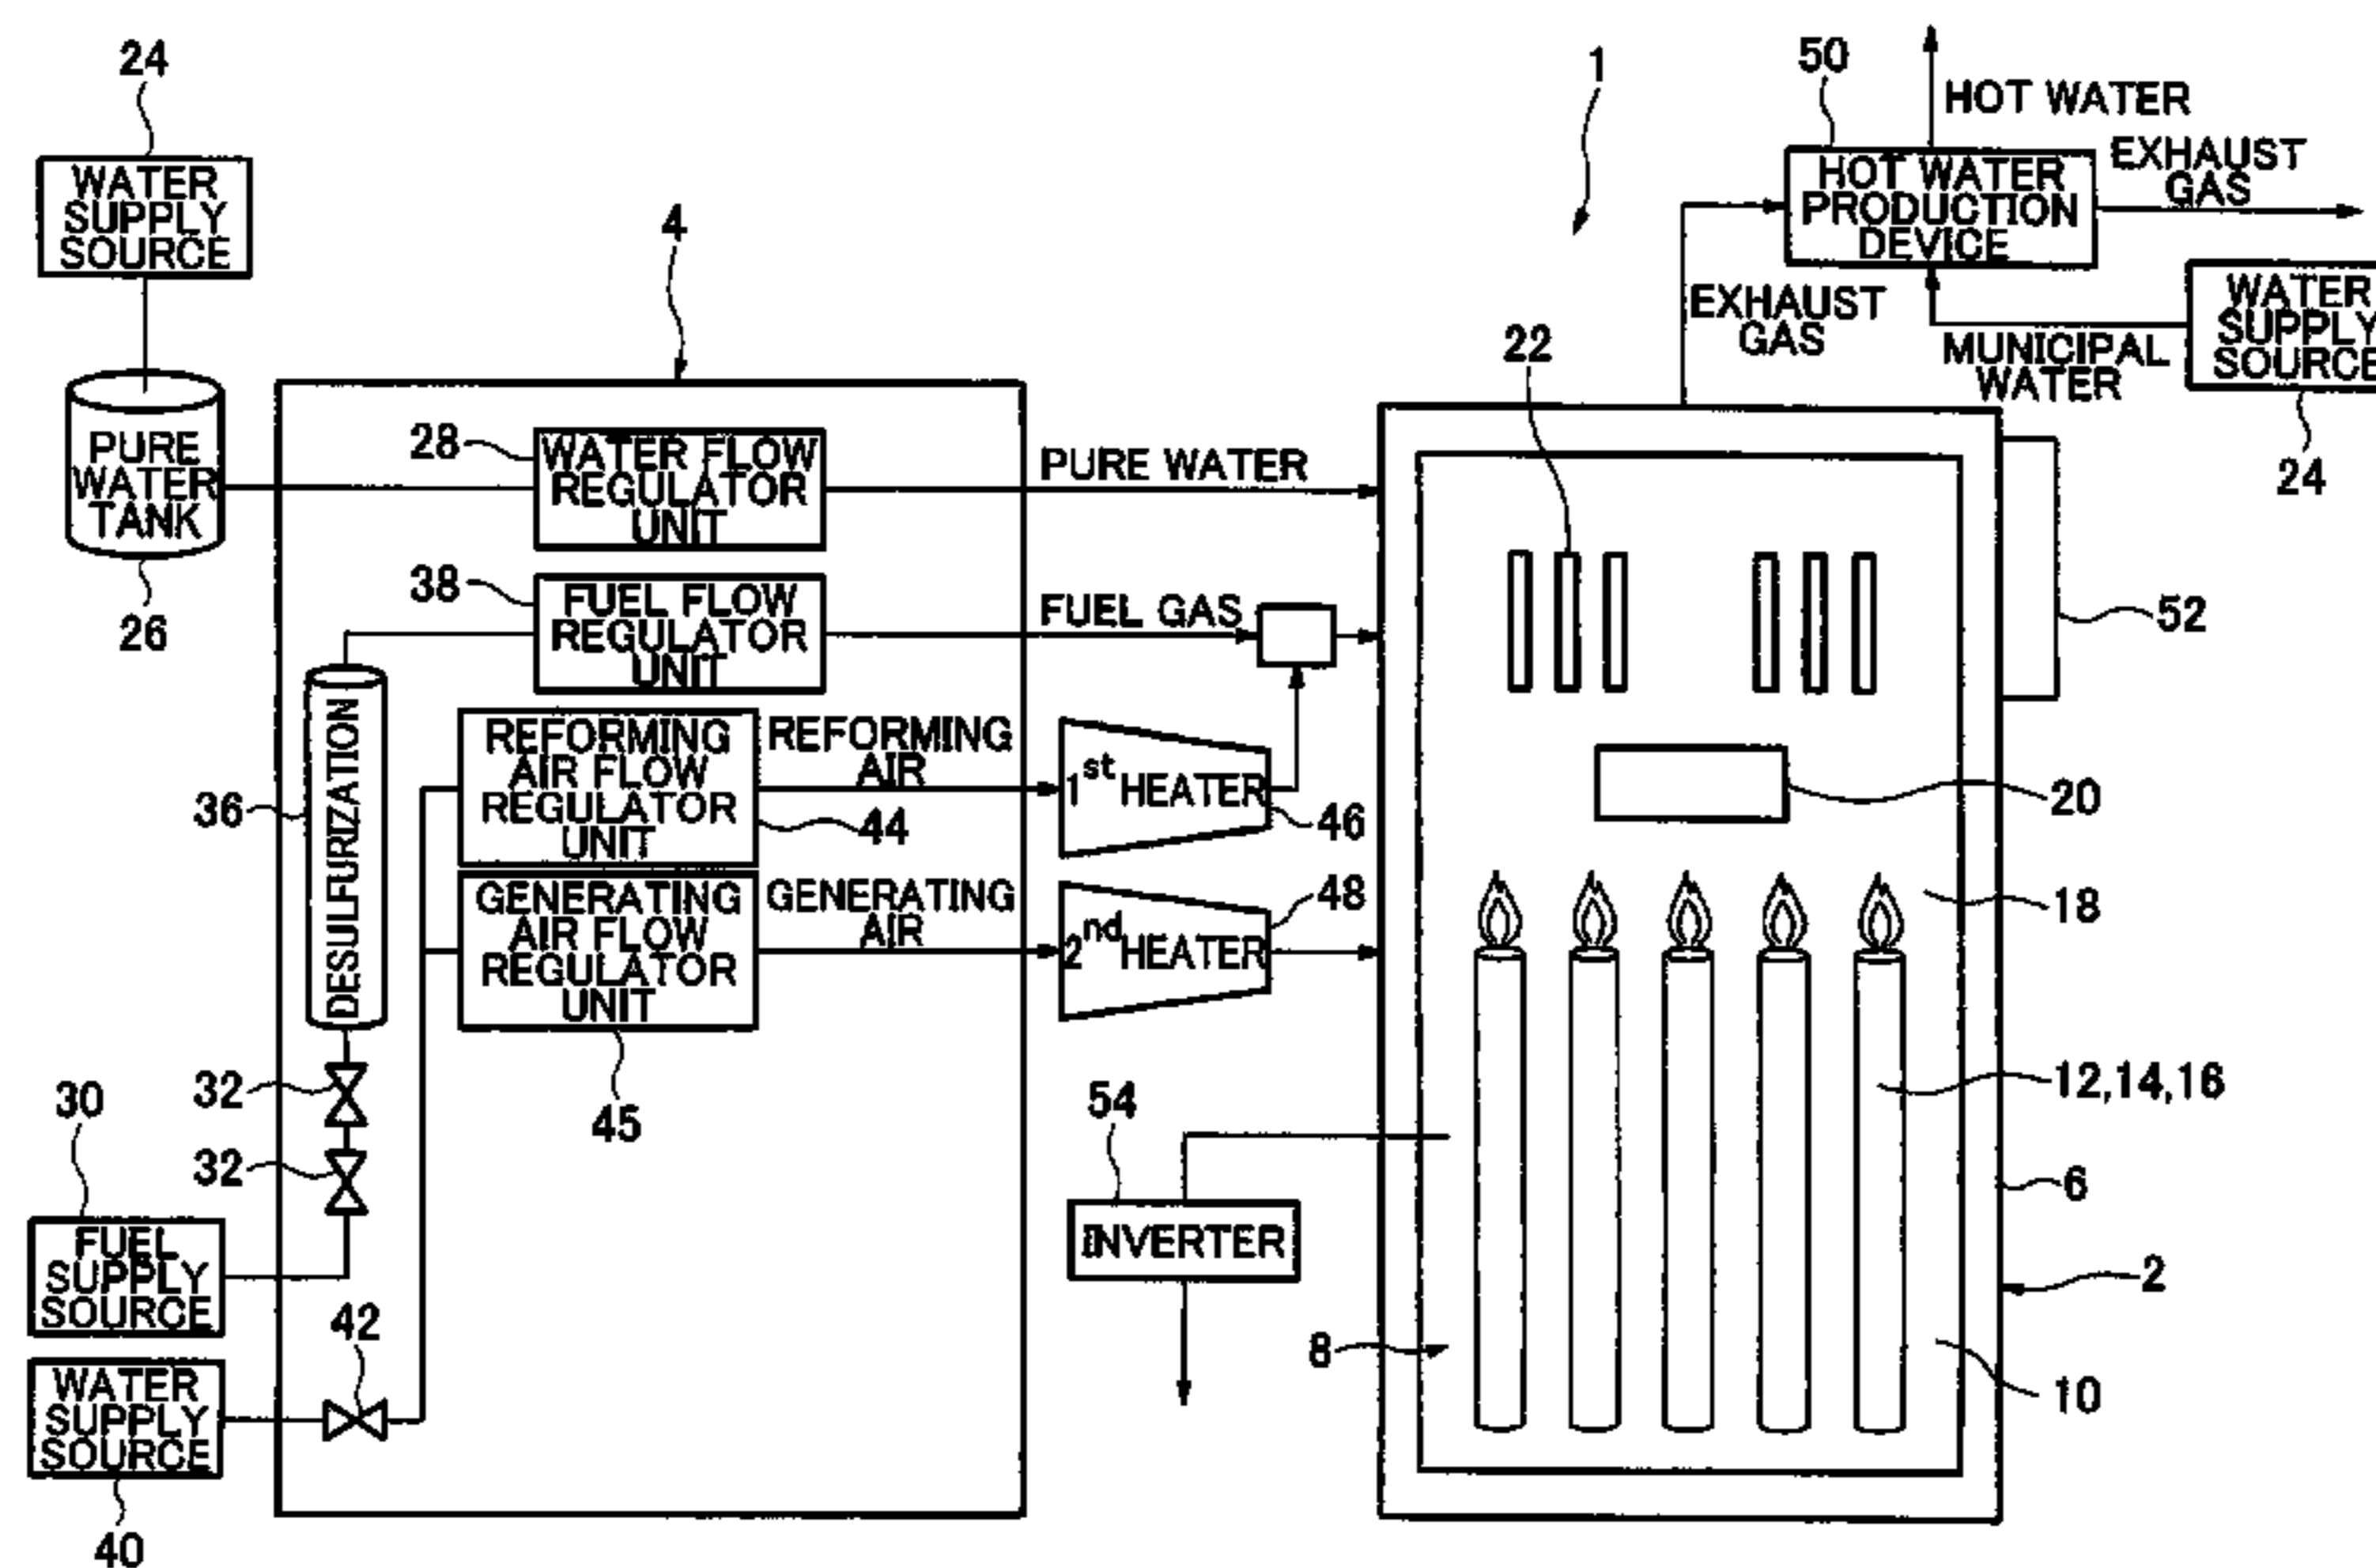 24
WATER
SUPPLY
SOURCE
PURE
WATER
TANK
26
4
28
WATER FLOW
REGULATOR
UNIT
PURE WATER
38
FUEL FLOW
REGULATOR
UNIT
FUEL GAS
36
DESULFURIZATION
REFORMING
AIR FLOW
REGULATOR
UNIT
44
REFORMING
AIR
1st HEATER
46
GENERATING
AIR FLOW
REGULATOR
UNIT
45
GENERATING
AIR
2nd HEATER
48
32
32
30
FUEL
SUPPLY
SOURCE
42
WATER
SUPPLY
SOURCE
40
54
INVERTER
1
50
HOT WATER
HOT WATER
PRODUCTION
DEVICE
EXHAUST
GAS
EXHAUST
GAS
MUNICIPAL
WATER
WATER
SUPPLY
SOURCE
24
22
52
20
18
12,14,16
6
2
8
10